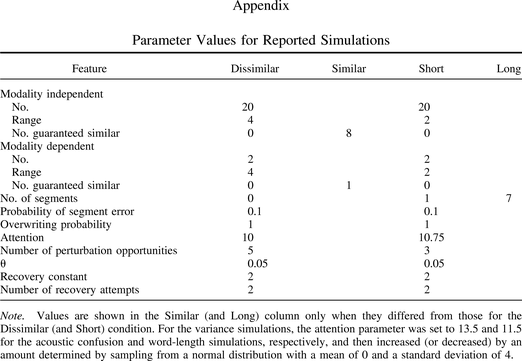 Appendix
Parameter Values for Reported Simulations
Feature Dissimilar Similar Short Long
Modality independent
No. 20 20
Range 4 2
No. guaranteed similar 0 8 0
Modality dependent
No. 2 2
Range 4 2
No. guaranteed similar 0 1 0
No. of segments 0 1 7
Probability of segment error 0.1 0.1
Overwriting probability 1 1
Attention 10 10.75
Number of perturbation opportunities 5 3
θ 0.05 0.05
Recovery constant 2 2
Number of recovery attempts 2 2
Note. Values are shown in the Similar (and Long) column only when they differed from those for the
Dissimilar (and Short) condition. For the variance simulations, the attention parameter was set to 13.5 and 11.5
for the acoustic confusion and word-length simulations, respectively, and then increased (or decreased) by an
amount determined by sampling from a normal distribution with a mean of 0 and a standard deviation of 4.